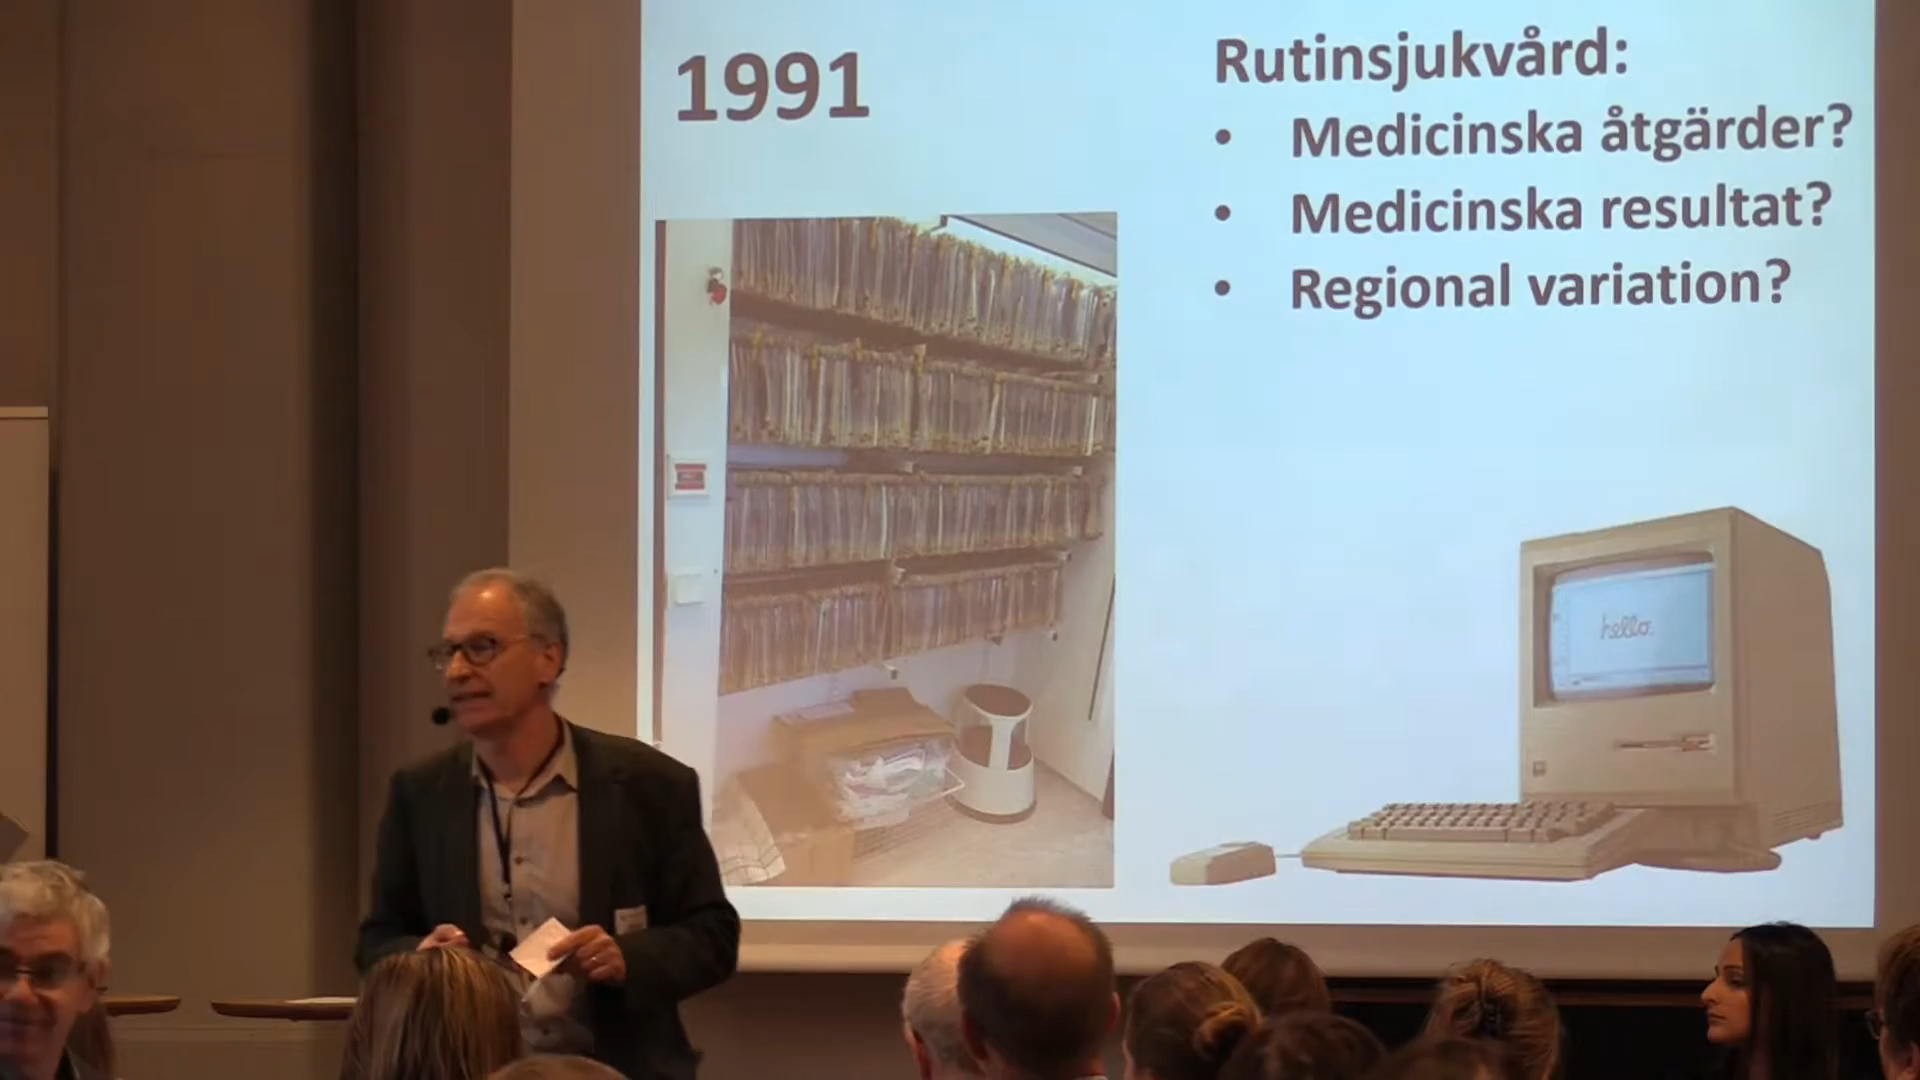 1991
Rutinsjukvård:
• Medicinska åtgärder?
• Medicinska resultat?
• Regional variation?
hello.